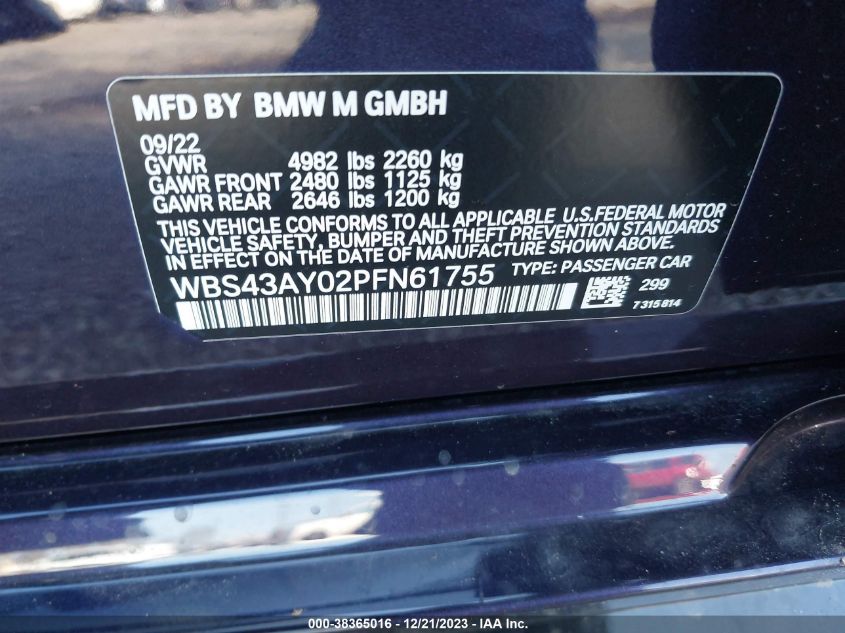 MFD BY BMW M GMBH
09/22
GVWR 4982 lbs 2260 kg
GAWR FRONT 2480 lbs 1125 kg
GAWR REAR 2646 lbs 1200 kg
THIS VEHICLE CONFORMS TO ALL APPLICABLE U.S.FEDERAL MOTOR
VEHICLE SAFETY, BUMPER AND THEFT PREVENTION STANDARDS
IN EFFECT ON THE DATE OF MANUFACTURE SHOWN ABOVE.
WBS43AY02PFN61755 TYPE: PASSENGER CAR
299
7315814
000-38365016 - 12/21/2023 - IAA Inc.